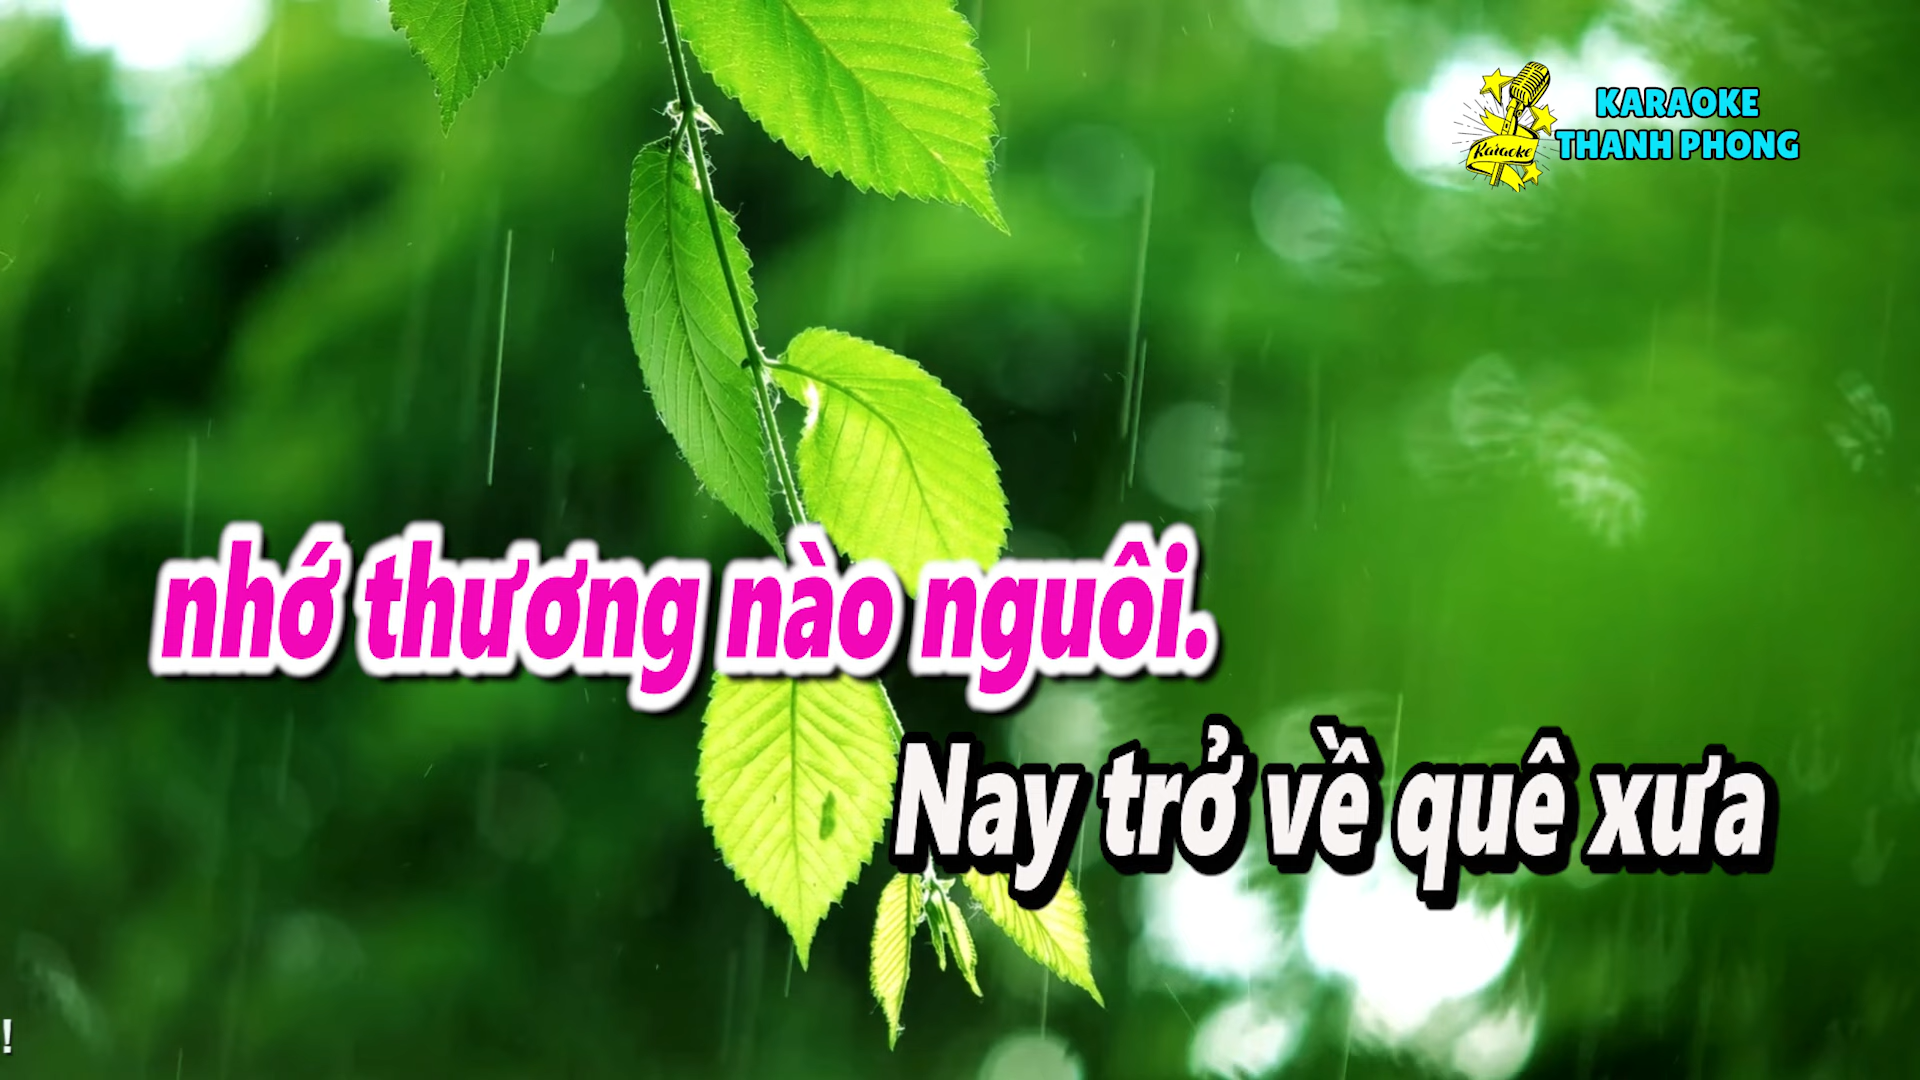 KARAOKE
THANH PHONG
Karaoke
nhớ thương nào nguôi.
Nay trở về quê xưa
!